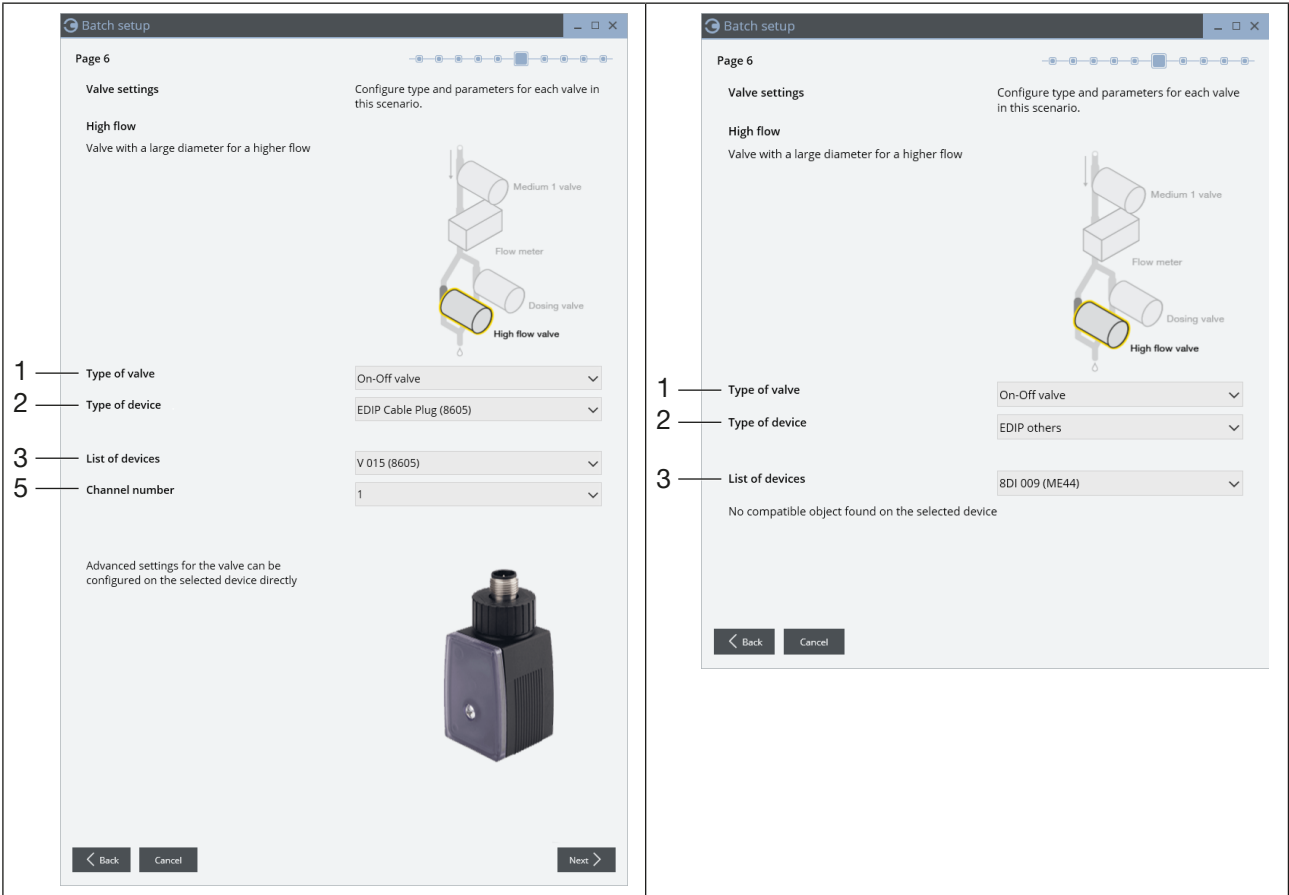 Batch setup
Page 6
Valve settings
Configure type and parameters for each valve in
this scenario.
High flow
Valve with a large diameter for a higher flow
Medium 1 valve
Flow meter
Dosing valve
High flow valve
1
Type of valve
On-Off valve
2
Type of device
EDIP Cable Plug (8605)
3
List of devices
V 015 (8605)
5
Channel number
1
Advanced settings for the valve can be
configured on the selected device directly
Back
Cancel
Next
Batch setup
Page 6
Valve settings
Configure type and parameters for each valve
in this scenario.
High flow
Valve with a large diameter for a higher flow
Medium 1 valve
Flow meter
Dosing valve
High flow valve
1
Type of valve
On-Off valve
2
Type of device
EDIP others
3
List of devices
8DI 009 (ME44)
No compatible object found on the selected device
Back
Cancel